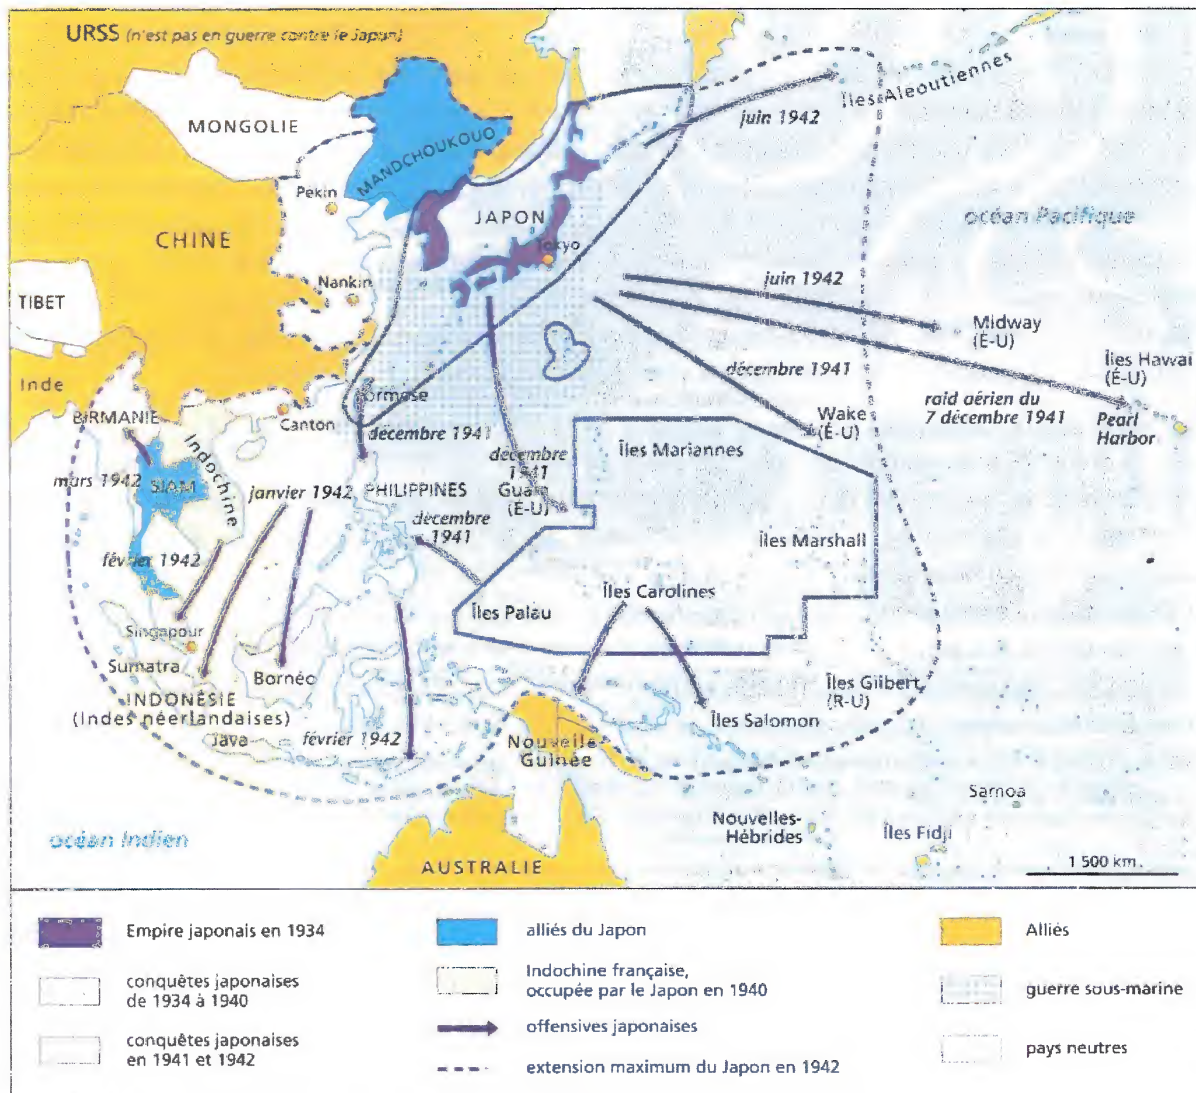 URSS (n'est pas en guerre contre le Japon)
MONGOLIE
MANDCHOUKOUO
Îles Aléoutiennes
juin 1942
Pékin
JAPON
océan Pacifique
CHINE
Tokyo
Nankin
juin 1942
TIBET
Midway
(É-U)
Îles Hawai
(É-U)
décembre 1941
Inde
Formose
raid aérien du
7 décembre 1941
Pearl
Harbor
BIRMANIE
Canton
Wake
(É-U)
décembre 1941
Indochine
Îles Mariannes
mars 1942
SIAM
janvier 1942
PHILIPPINES
décembre
1941
Guam
(É-U)
décembre
1941
Îles Marshall
février 1942
Îles Carolines
Îles Palau
Singapour
Sumatra
Bornéo
Îles Gilbert
(R-U)
INDONÉSIE
(Indes néerlandaises)
Îles Salomon
Java
février 1942
Nouvelle
Guinée
Samoa
Nouvelles-
Hébrides
Îles Fidji
océan Indien
AUSTRALIE
1 500 km
Empire japonais en 1934
conquêtes japonaises
de 1934 à 1940
conquêtes japonaises
en 1941 et 1942
alliés du Japon
Indochine française,
occupée par le Japon en 1940
offensives japonaises
extension maximum du Japon en 1942
Alliés
guerre sous-marine
pays neutres